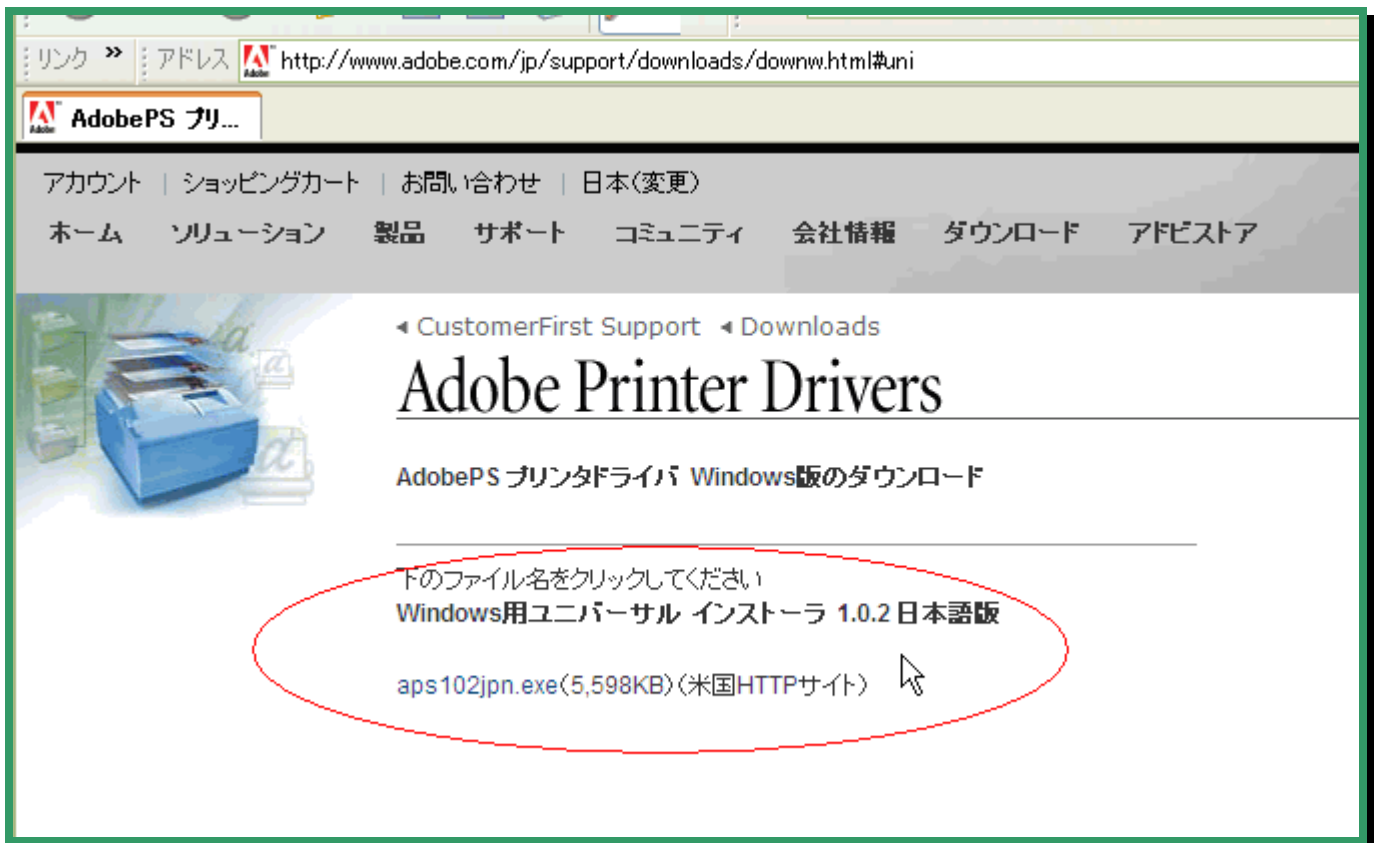 リンク » アドレス http://www.adobe.com/jp/support/downloads/downw.html#uni
AdobePS プリ...
アカウント | ショッピングカート | お問い合わせ | 日本(変更)
ホーム ソリューション 製品 サポート コミュニティ 会社情報 ダウンロード アドビストア
CustomerFirst Support Downloads
Adobe Printer Drivers
AdobePS プリンタドライバ Windows版のダウンロード
下のファイル名をクリックしてください
Windows用ユニバーサル インストーラ 1.0.2 日本語版
aps102jpn.exe(5,598KB)(米国HTTPサイト)